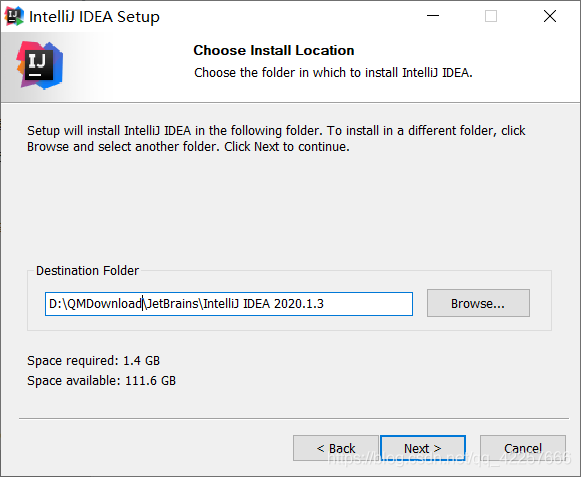 IntelliJ IDEA Setup
IJ
Choose Install Location
Choose the folder in which to install IntelliJ IDEA.
Setup will install IntelliJ IDEA in the following folder. To install in a different folder, click
Browse and select another folder. Click Next to continue.
Destination Folder
D:\QMDownload\JetBrains\IntelliJ IDEA 2020.1.3
Browse...
Space required: 1.4 GB
Space available: 111.6 GB
< Back
Next >
Cancel
https://blog.csdn.net/qq_42257666